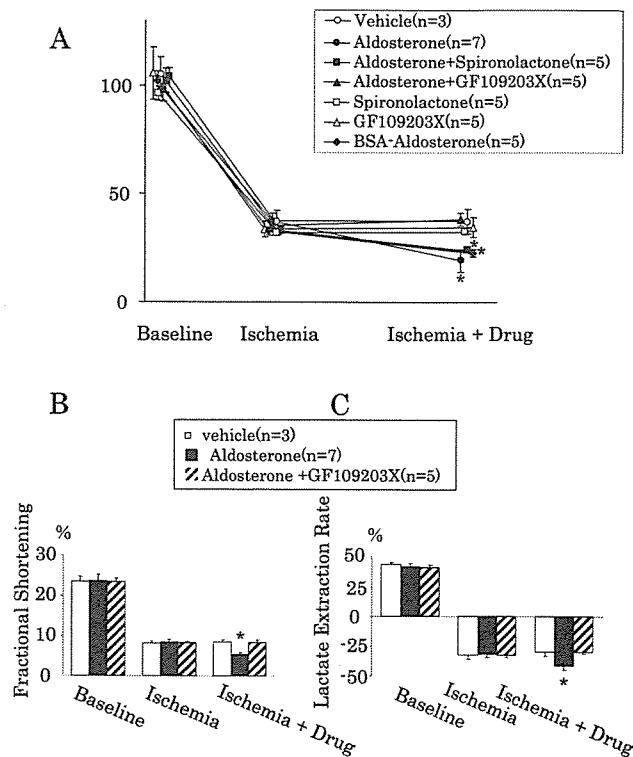 A
Vehicle(n=3)
Aldosterone(n=7)
Aldosterone+Spironolactone(n=5)
Aldosterone+GF109203X(n=5)
Spironolactone(n=5)
GF109203X(n=5)
BSA-Aldosterone(n=5)
100
50
0
*
**
*
Baseline Ischemia Ischemia + Drug
B C
vehicle(n=3)
Aldosterone(n=7)
Aldosterone +GF109203X(n=5)
Fractional Shortening
%
30
20
10
0
*
Baseline
Ischemia
Ischemia + Drug
Lactate Extraction Rate
%
50
25
0
-25
-50
*
Baseline
Ischemia
Ischemia + Drug